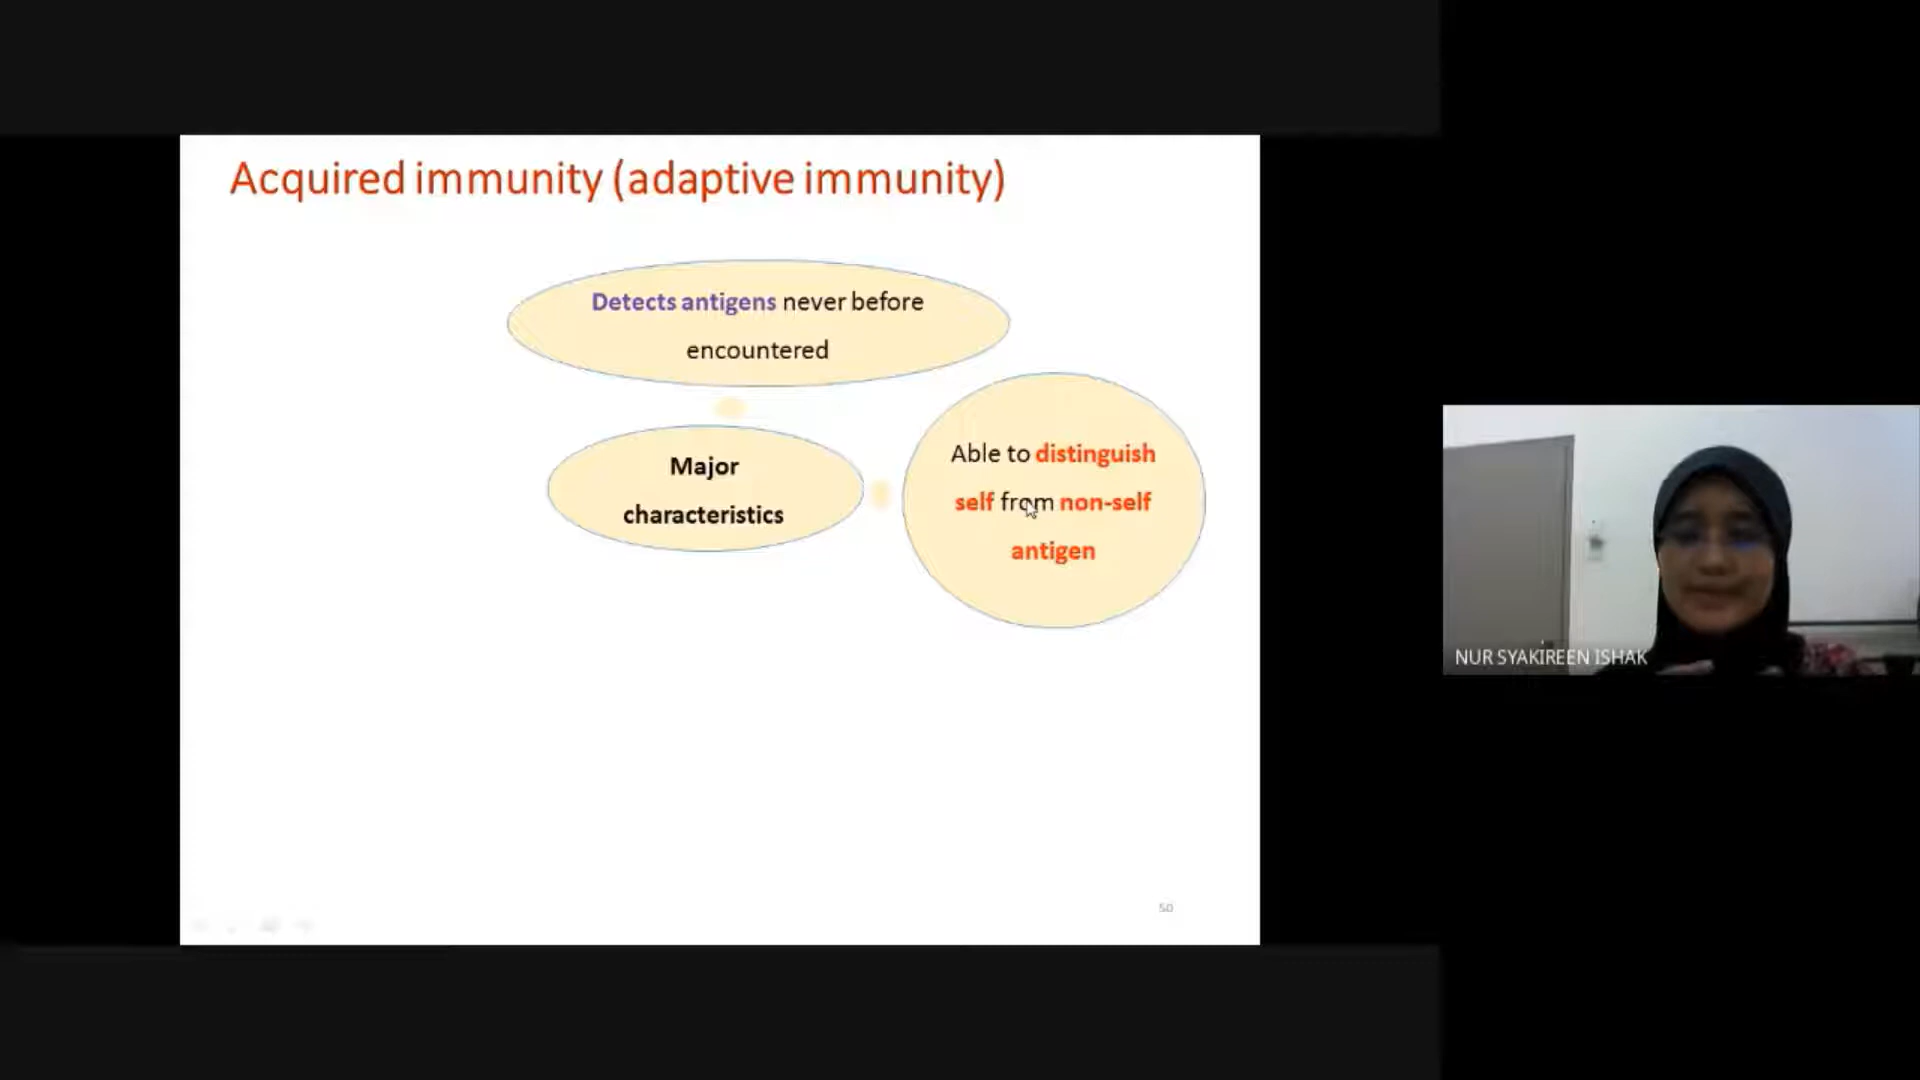 Acquired immunity (adaptive immunity)
Detects antigens never before
encountered
Major
characteristics
Able to distinguish
self from non-self
antigen
NUR SYAKIREEN ISHAK
50